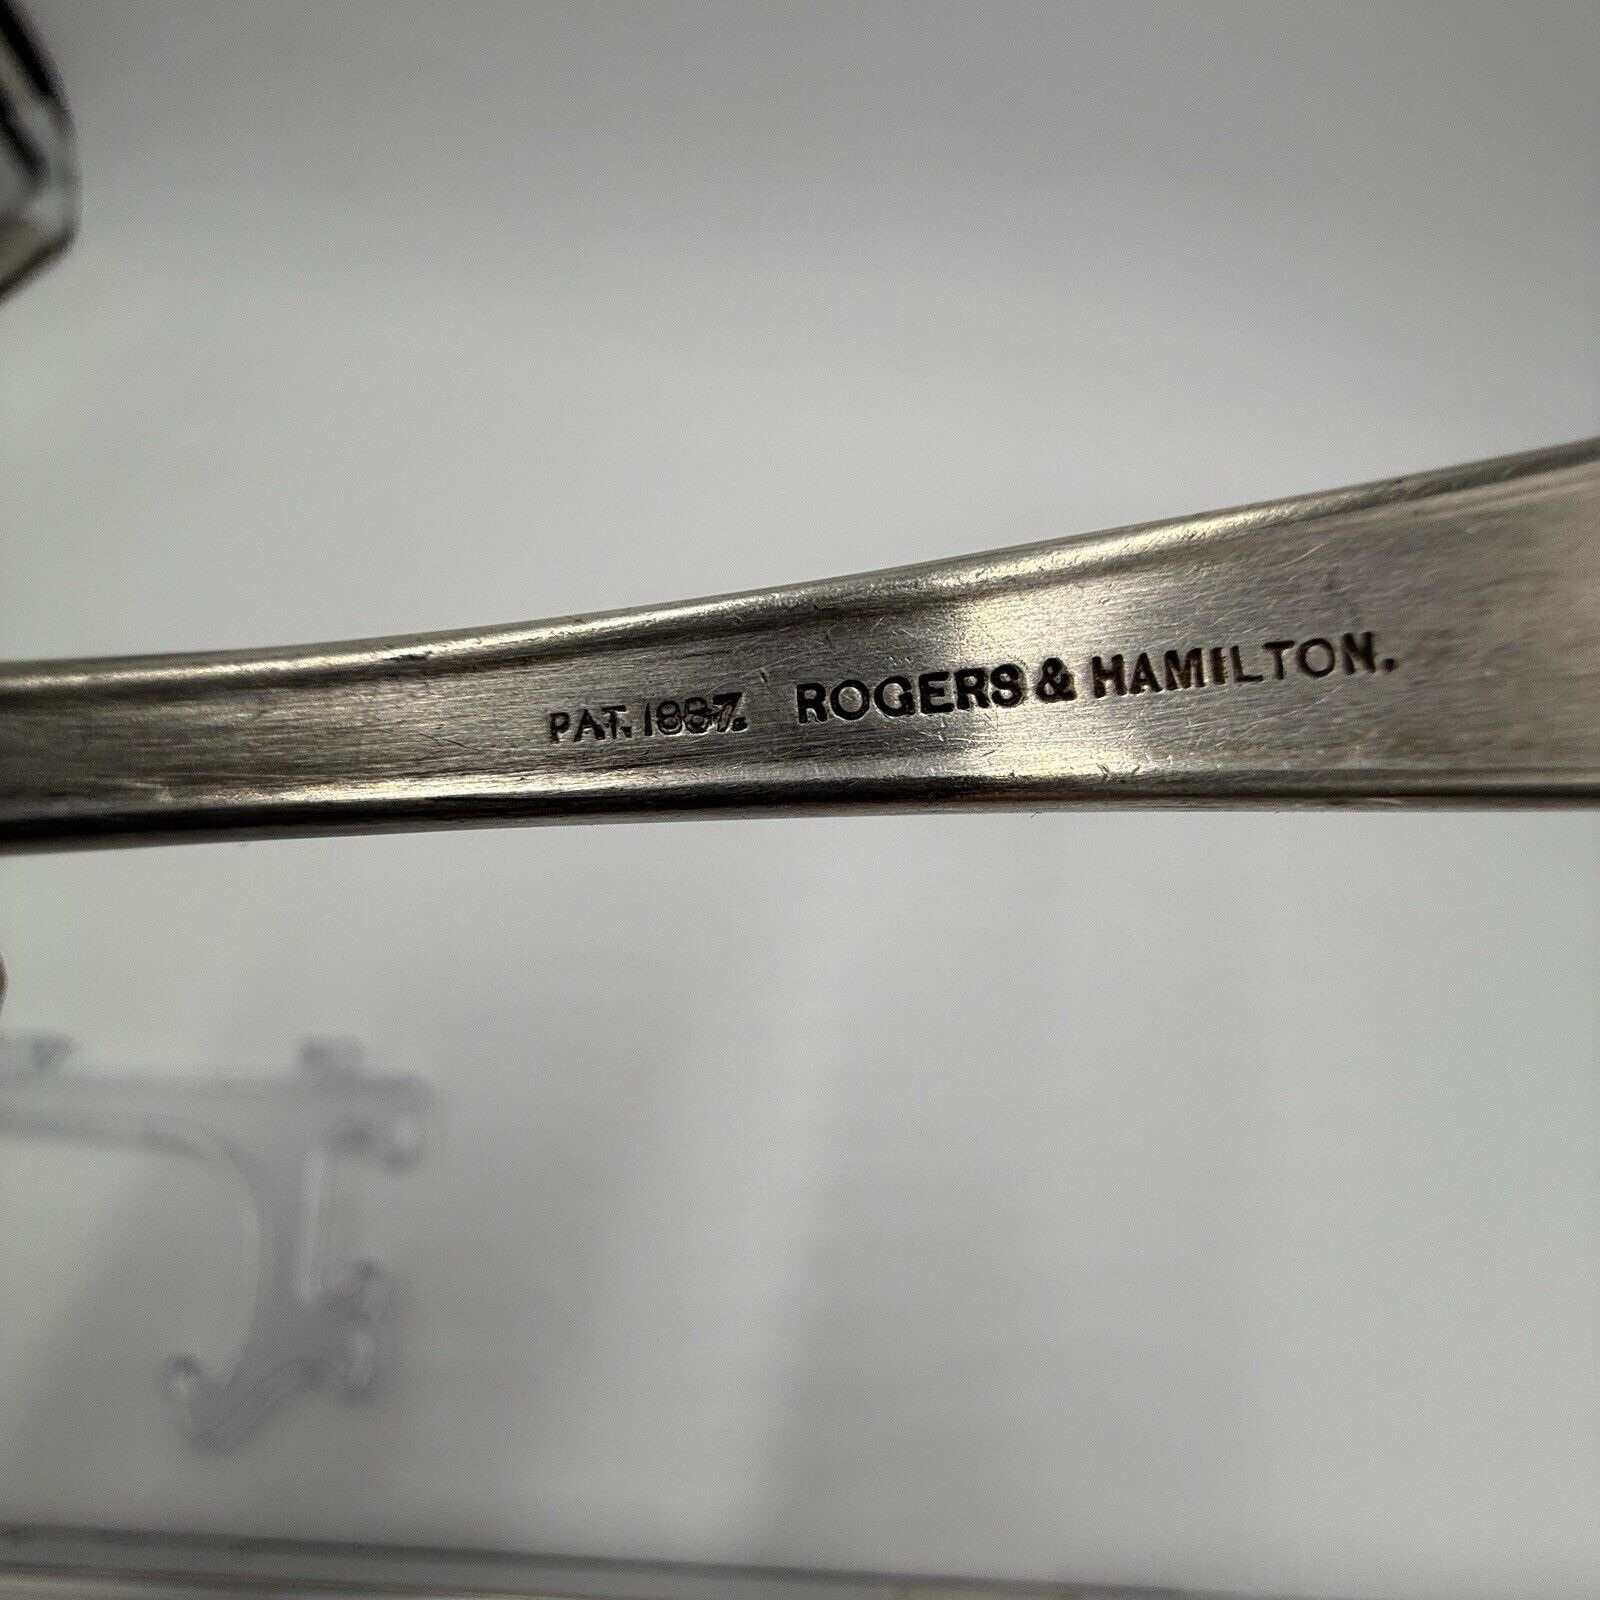 PAT. 1887. ROGERS & HAMILTON.